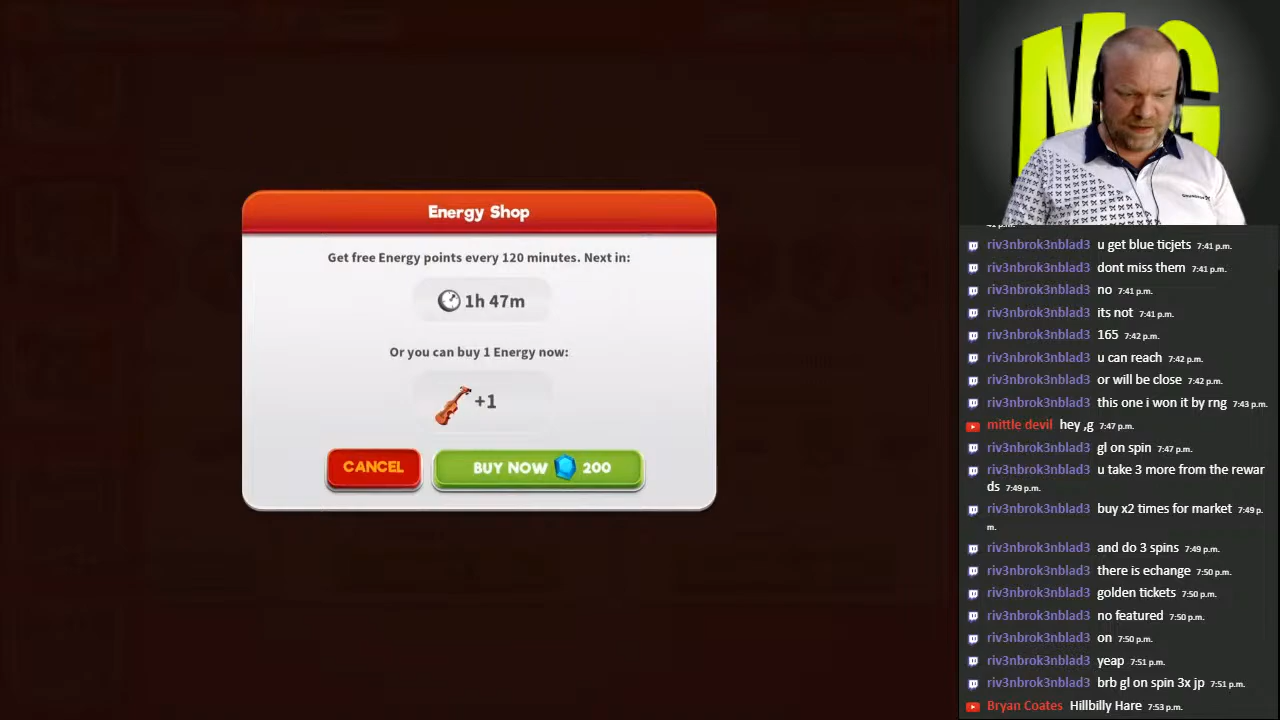 MG
Energy Shop
Get free Energy points every 120 minutes. Next in:
1h 47m
Or you can buy 1 Energy now:
+1
CANCEL
BUY NOW 200
riv3nbrok3nblad3 u get blue ticjets 7:41 p.m.
riv3nbrok3nblad3 dont miss them 7:41 p.m.
riv3nbrok3nblad3 no 7:41 p.m.
riv3nbrok3nblad3 its not 7:41 p.m.
riv3nbrok3nblad3 165 7:42 p.m.
riv3nbrok3nblad3 u can reach 7:42 p.m.
riv3nbrok3nblad3 or will be close 7:42 p.m.
riv3nbrok3nblad3 this one i won it by rng 7:43 p.m.
mittle devil hey ,g 7:47 p.m.
riv3nbrok3nblad3 gl on spin 7:47 p.m.
riv3nbrok3nblad3 u take 3 more from the rewar
ds 7:49 p.m.
riv3nbrok3nblad3 buy x2 times for market 7:49 p.
m.
riv3nbrok3nblad3 and do 3 spins 7:49 p.m.
riv3nbrok3nblad3 there is echange 7:50 p.m.
riv3nbrok3nblad3 golden tickets 7:50 p.m.
riv3nbrok3nblad3 no featured 7:50 p.m.
riv3nbrok3nblad3 on 7:50 p.m.
riv3nbrok3nblad3 yeap 7:51 p.m.
riv3nbrok3nblad3 brb gl on spin 3x jp 7:51 p.m.
Bryan Coates Hillbilly Hare 7:53 p.m.